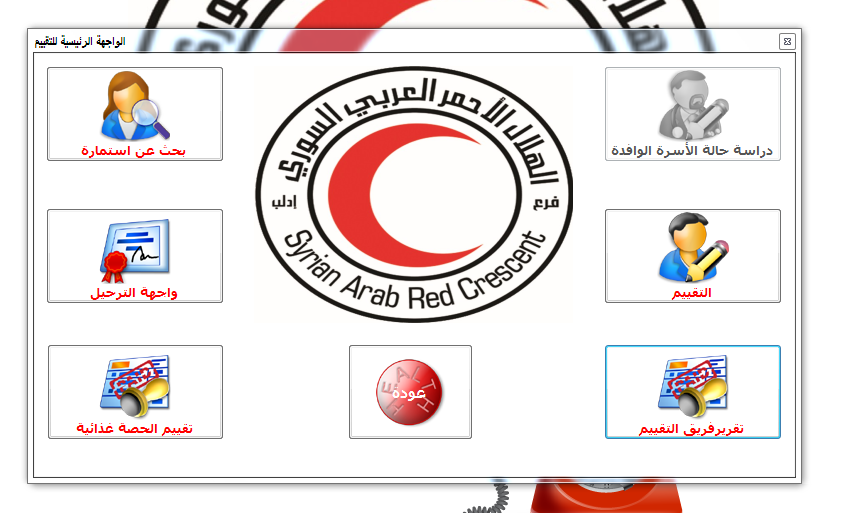 الواجهة الرئيسية للتقييم
دراسة حالة الأسرة الوافدة
الهلال الأحمر العربي السوري
بحث عن استمارة
فرع
إدلب
Syrian Arab Red Crescent
التقييم
واجهة الترحيل
تقريرفريق التقييم
HEALTH
عودة
تقييم الحصة غذائية